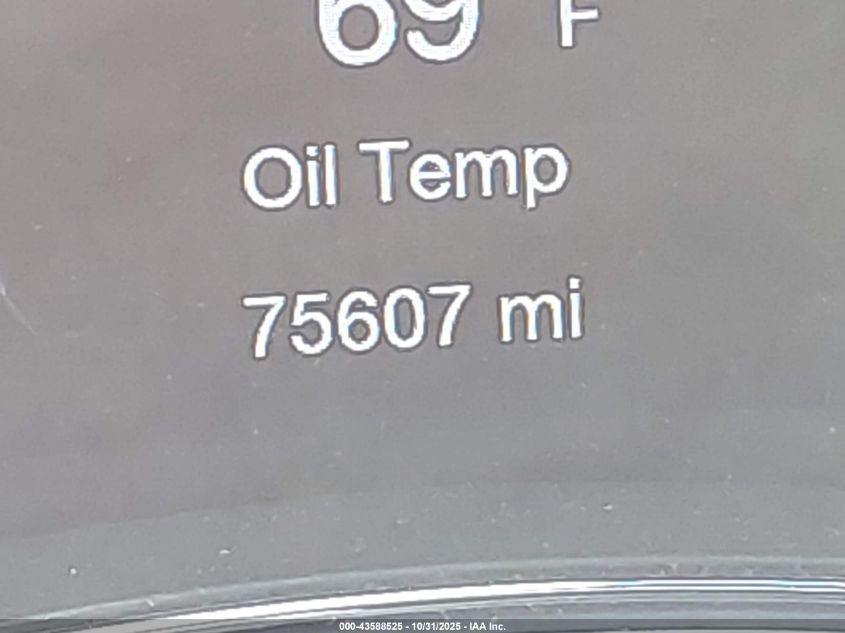 69 F
Oil Temp
75607 mi
000-43588525 - 10/31/2025 - IAA Inc.